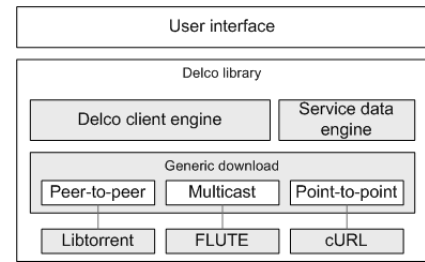 User interface
Delco library
Delco client engine
Service data
engine
Generic download
Peer-to-peer
Multicast
Point-to-point
Libtorrent
FLUTE
cURL